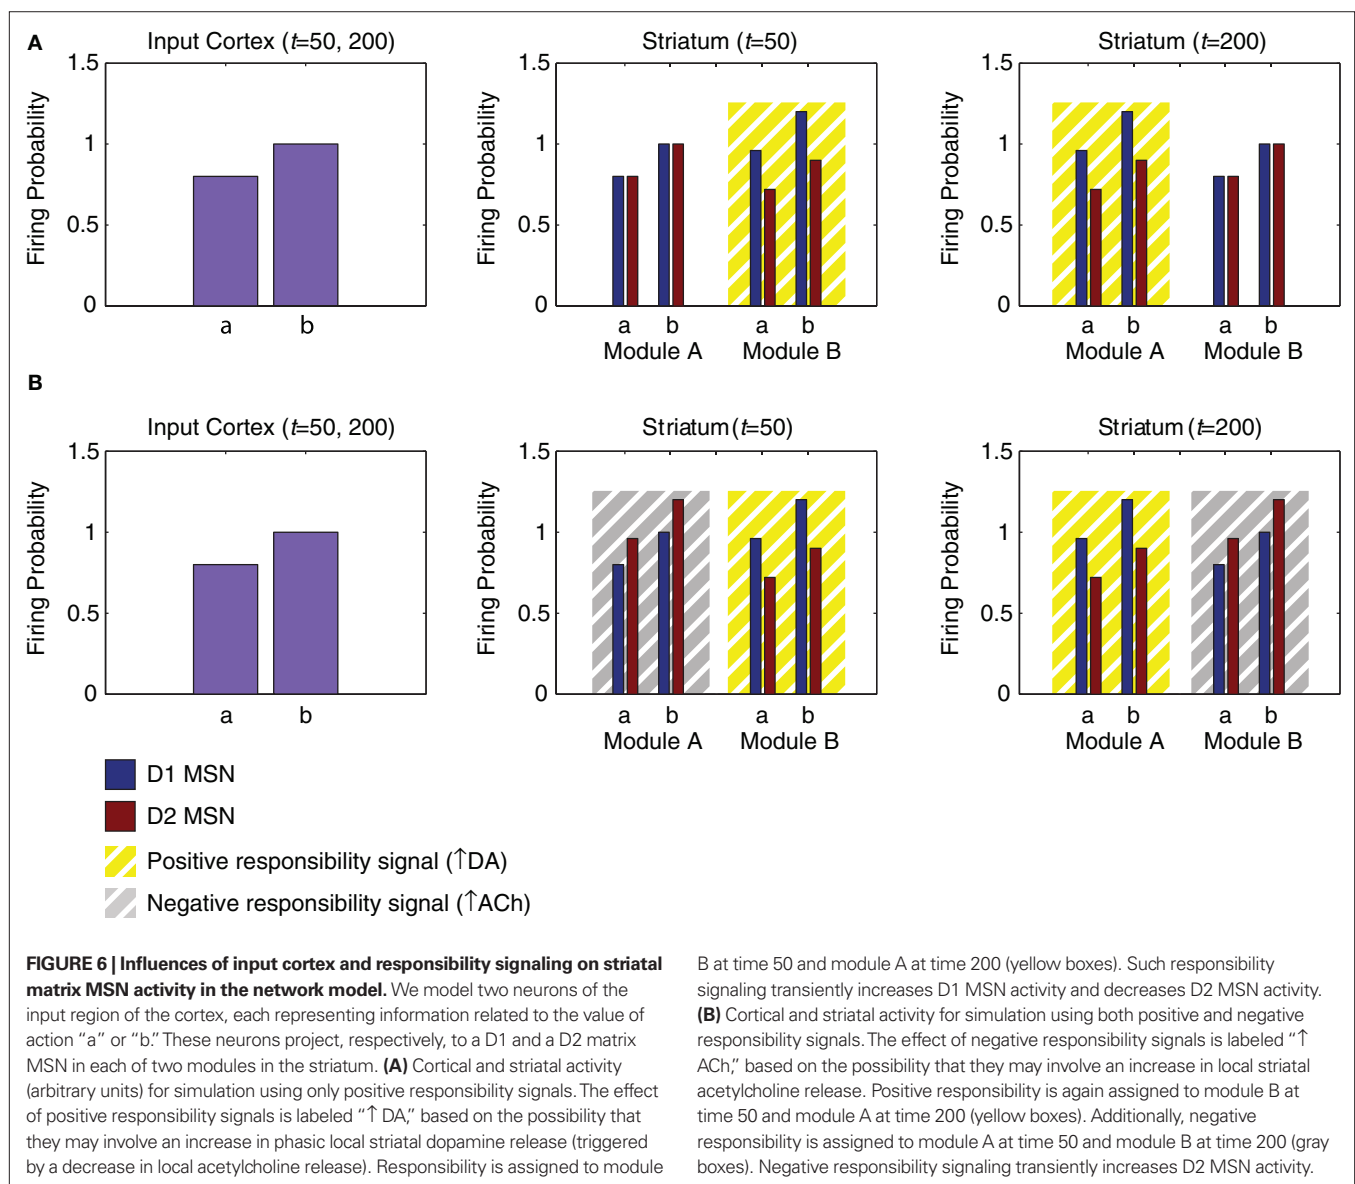 A
Input Cortex (t=50, 200)
Firing Probability
1.5
1
0.5
0
a
b
Striatum (t=50)
1.5
1
0.5
0
Firing Probability
a
b
a
b
Module A
Module B
Striatum (t=200)
1.5
1
0.5
0
Firing Probability
a
b
a
b
Module A
Module B
B
Input Cortex (t=50, 200)
1.5
1
0.5
0
Firing Probability
a
b
Striatum (t=50)
1.5
1
0.5
0
Firing Probability
a
b
a
b
Module A
Module B
Striatum (t=200)
1.5
1
0.5
0
Firing Probability
a
b
a
b
Module A
Module B
D1 MSN
D2 MSN
Positive responsibility signal (↑DA)
Negative responsibility signal (↑ACh)
FIGURE 6 | Influences of input cortex and responsibility signaling on striatal
matrix MSN activity in the network model. We model two neurons of the
input region of the cortex, each representing information related to the value of
action “a” or “b.” These neurons project, respectively, to a D1 and a D2 matrix
MSN in each of two modules in the striatum. (A) Cortical and striatal activity
(arbitrary units) for simulation using only positive responsibility signals. The effect
of positive responsibility signals is labeled “↑ DA,” based on the possibility that
they may involve an increase in phasic local striatal dopamine release (triggered
by a decrease in local acetylcholine release). Responsibility is assigned to module
B at time 50 and module A at time 200 (yellow boxes). Such responsibility
signaling transiently increases D1 MSN activity and decreases D2 MSN activity.
(B) Cortical and striatal activity for simulation using both positive and negative
responsibility signals. The effect of negative responsibility signals is labeled “↑
ACh,” based on the possibility that they may involve an increase in local striatal
acetylcholine release. Positive responsibility is again assigned to module B at
time 50 and module A at time 200 (yellow boxes). Additionally, negative
responsibility is assigned to module A at time 50 and module B at time 200 (gray
boxes). Negative responsibility signaling transiently increases D2 MSN activity.